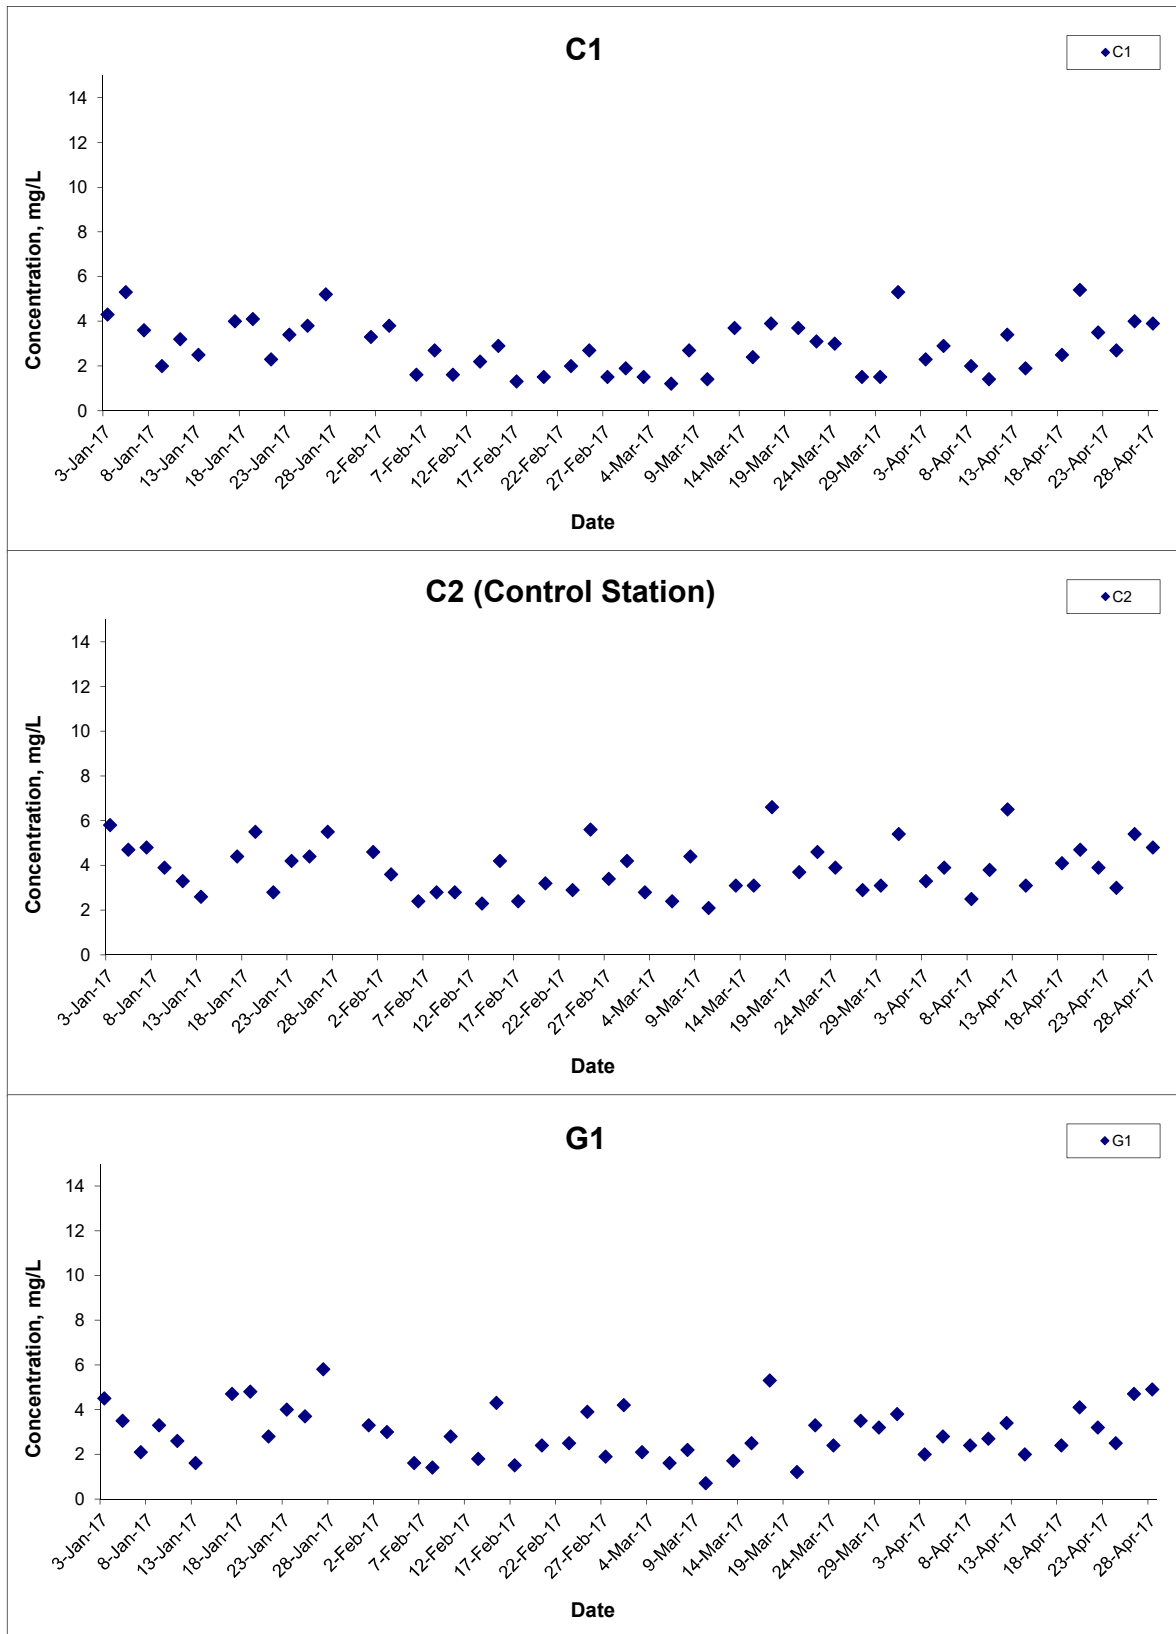 C1
C1
14
12
10
8
6
4
2
0
Concentration, mg/L
3-Jan-17 8-Jan-17 13-Jan-17 18-Jan-17 23-Jan-17 28-Jan-17 2-Feb-17 7-Feb-17 12-Feb-17 17-Feb-17 22-Feb-17 27-Feb-17 4-Mar-17 9-Mar-17 14-Mar-17 19-Mar-17 24-Mar-17 29-Mar-17 3-Apr-17 8-Apr-17 13-Apr-17 18-Apr-17 23-Apr-17 28-Apr-17
Date
C2 (Control Station)
C2
14
12
10
8
6
4
2
0
Concentration, mg/L
3-Jan-17 8-Jan-17 13-Jan-17 18-Jan-17 23-Jan-17 28-Jan-17 2-Feb-17 7-Feb-17 12-Feb-17 17-Feb-17 22-Feb-17 27-Feb-17 4-Mar-17 9-Mar-17 14-Mar-17 19-Mar-17 24-Mar-17 29-Mar-17 3-Apr-17 8-Apr-17 13-Apr-17 18-Apr-17 23-Apr-17 28-Apr-17
Date
G1
G1
14
12
10
8
6
4
2
0
Concentration, mg/L
3-Jan-17 8-Jan-17 13-Jan-17 18-Jan-17 23-Jan-17 28-Jan-17 2-Feb-17 7-Feb-17 12-Feb-17 17-Feb-17 22-Feb-17 27-Feb-17 4-Mar-17 9-Mar-17 14-Mar-17 19-Mar-17 24-Mar-17 29-Mar-17 3-Apr-17 8-Apr-17 13-Apr-17 18-Apr-17 23-Apr-17 28-Apr-17
Date